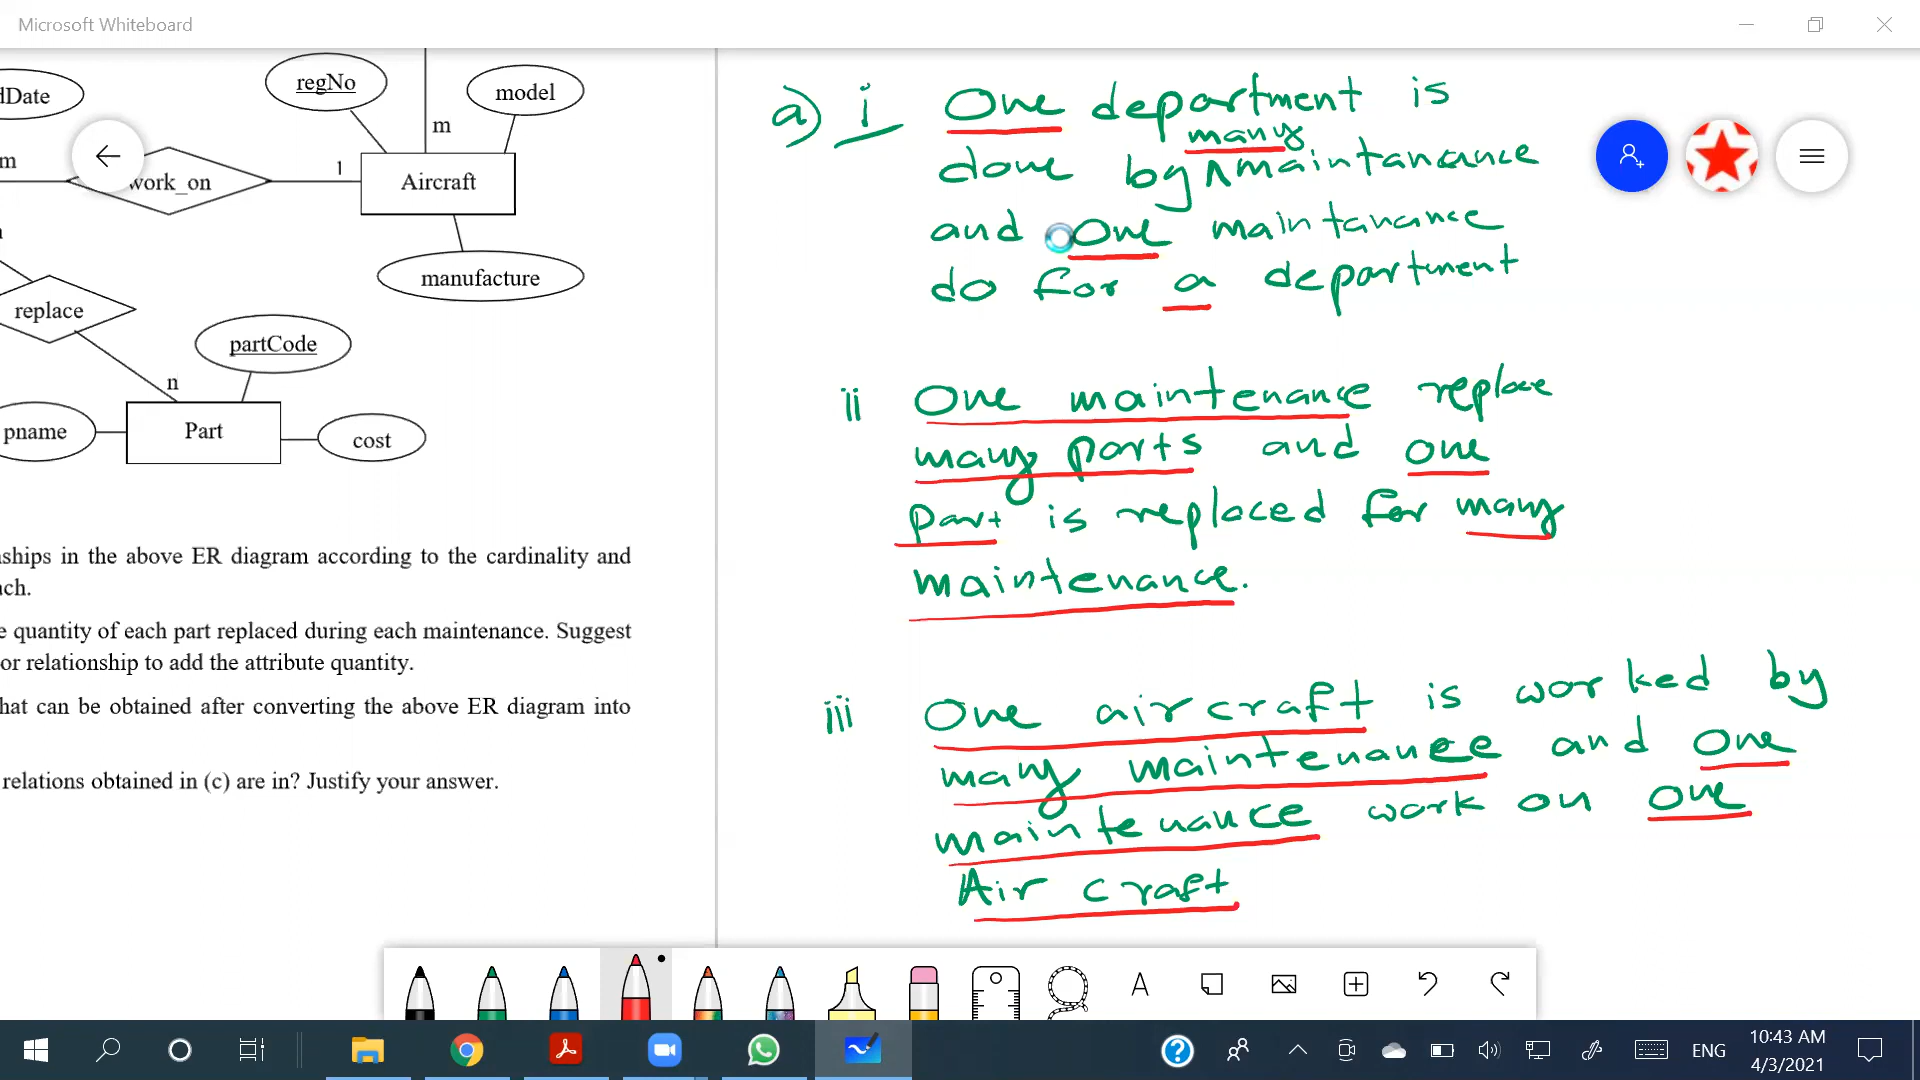 Microsoft Whiteboard
dDate
regNo
model
m
m
work_on
1
Aircraft
manufacture
replace
partCode
n
pname
Part
cost
ships in the above ER diagram according to the cardinality and
ach.
e quantity of each part replaced during each maintenance. Suggest
or relationship to add the attribute quantity.
hat can be obtained after converting the above ER diagram into
relations obtained in (c) are in? Justify your answer.
a) i One department is
many
done by ∧ maintanance
and One maintanance
do for a department
ii One maintenance replace
many parts and one
part is replaced for many
maintenance.
iii One aircraft is worked by
many maintenance and One
maintenance work on one
Air craft
A
ENG
10:43 AM
4/3/2021